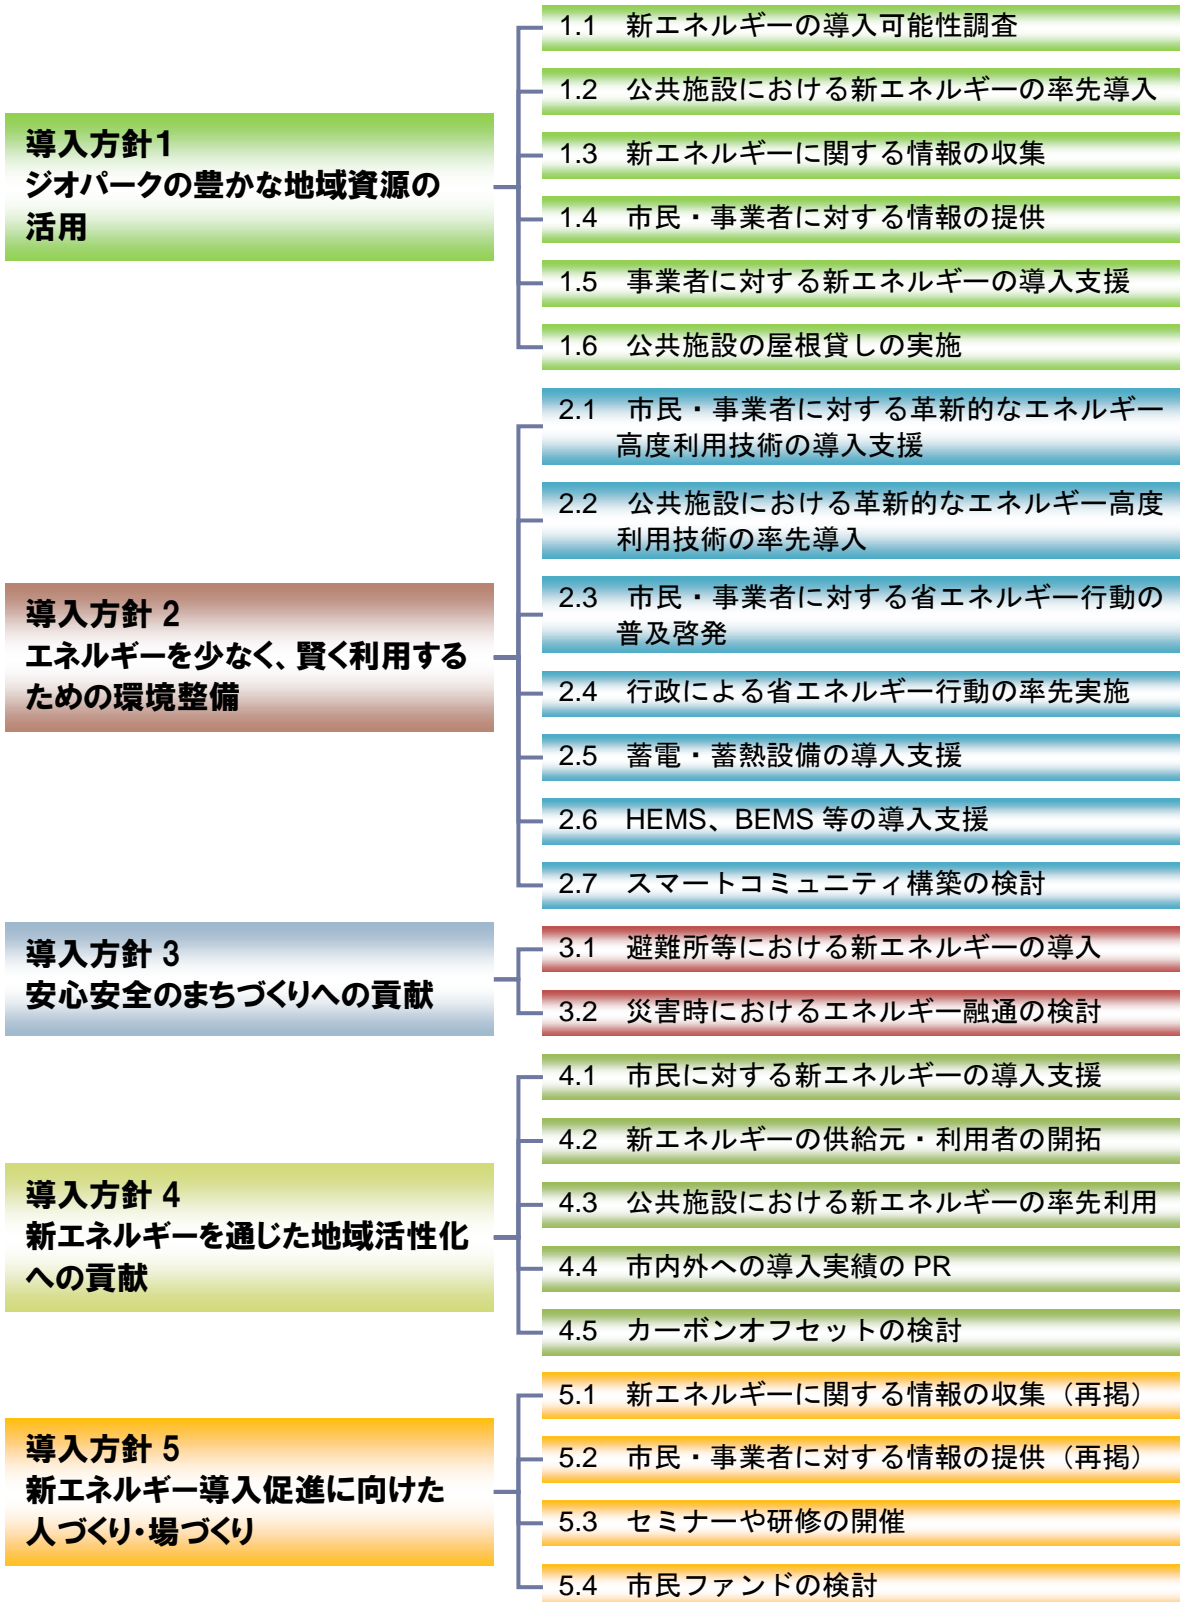 導入方針1
ジオパークの豊かな地域資源の
活用
1.1 新エネルギーの導入可能性調査
1.2 公共施設における新エネルギーの率先導入
1.3 新エネルギーに関する情報の収集
1.4 市民・事業者に対する情報の提供
1.5 事業者に対する新エネルギーの導入支援
1.6 公共施設の屋根貸しの実施
導入方針 2
エネルギーを少なく、賢く利用する
ための環境整備
2.1 市民・事業者に対する革新的なエネルギー
高度利用技術の導入支援
2.2 公共施設における革新的なエネルギー高度
利用技術の率先導入
2.3 市民・事業者に対する省エネルギー行動の
普及啓発
2.4 行政による省エネルギー行動の率先実施
2.5 蓄電・蓄熱設備の導入支援
2.6 HEMS、BEMS 等の導入支援
2.7 スマートコミュニティ構築の検討
導入方針 3
安心安全のまちづくりへの貢献
3.1 避難所等における新エネルギーの導入
3.2 災害時におけるエネルギー融通の検討
導入方針 4
新エネルギーを通じた地域活性化
への貢献
4.1 市民に対する新エネルギーの導入支援
4.2 新エネルギーの供給元・利用者の開拓
4.3 公共施設における新エネルギーの率先利用
4.4 市内外への導入実績の PR
4.5 カーボンオフセットの検討
導入方針 5
新エネルギー導入促進に向けた
人づくり・場づくり
5.1 新エネルギーに関する情報の収集（再掲）
5.2 市民・事業者に対する情報の提供（再掲）
5.3 セミナーや研修の開催
5.4 市民ファンドの検討